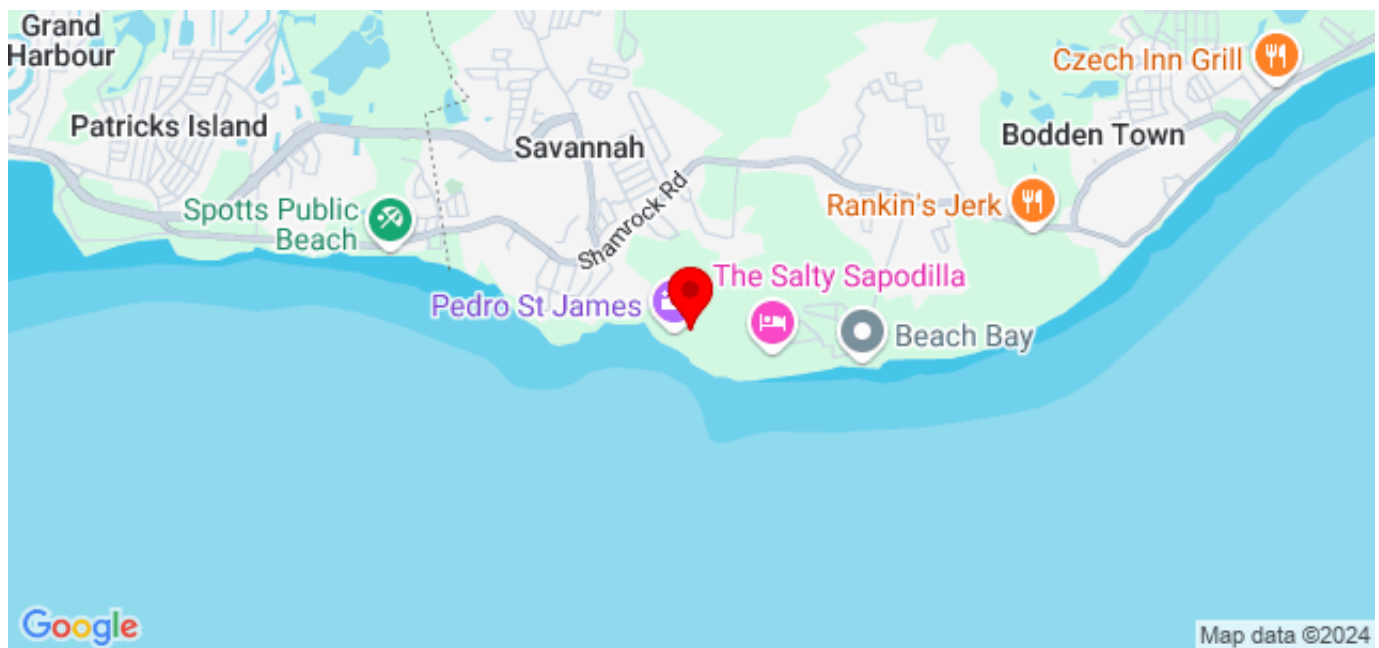 Grand
Harbour
Czech Inn Grill
Patricks Island
Savannah
Bodden Town
Shamrock Rd
Rankin's Jerk
Spotts Public
Beach
The Salty Sapodilla
Pedro St James
Beach Bay
Google
Map data ©2024